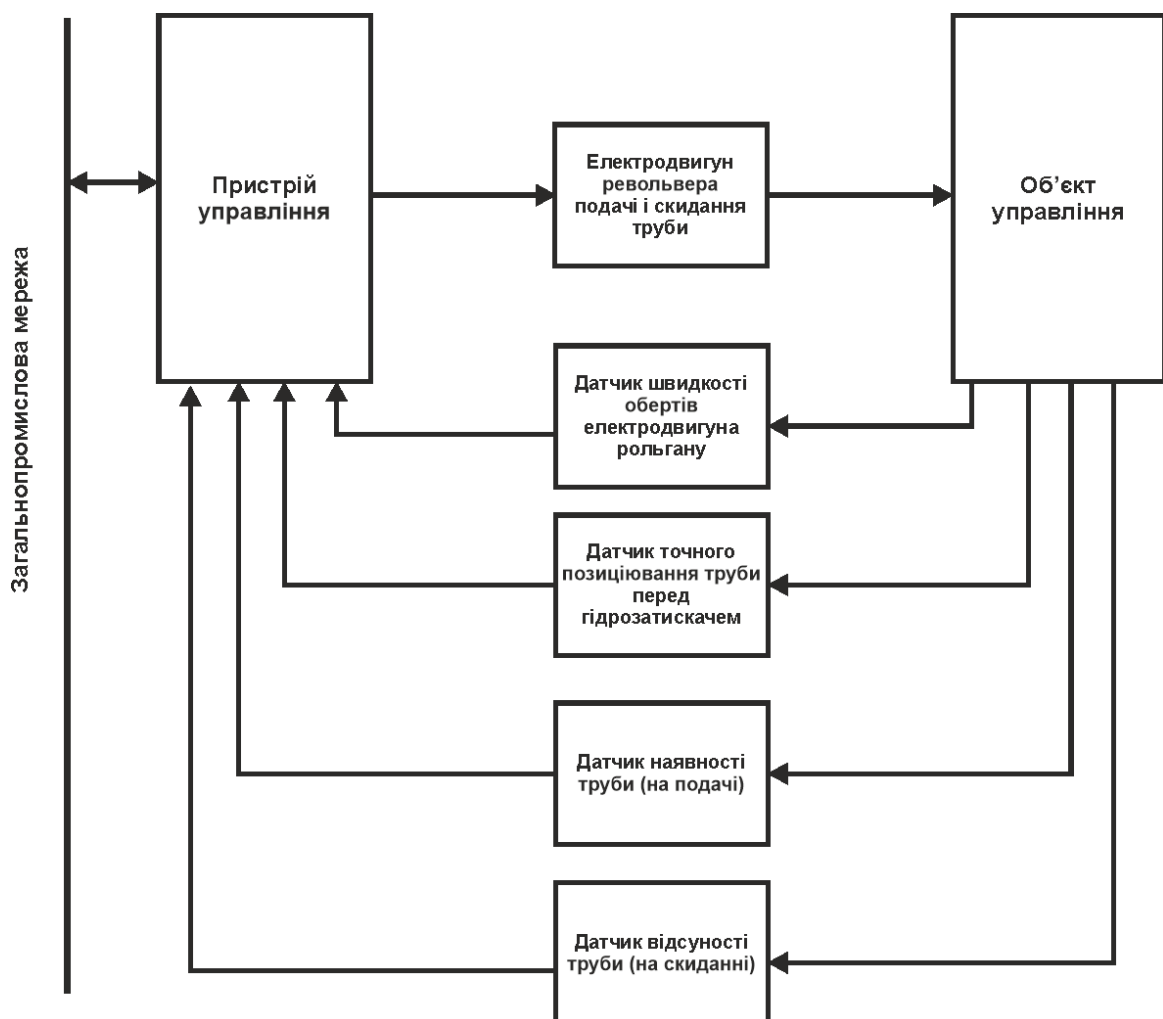 Загальнопромислова мережа
Пристрій
управління
Електродвигун
револьвера
подачі і скидання
труби
Об’єкт
управління
Датчик швидкості
обертів
електродвигуна
рольгану
Датчик точного
позиціювання труби
перед
гідрозатискачем
Датчик наявності
труби (на подачі)
Датчик відсуності
труби (на скиданні)